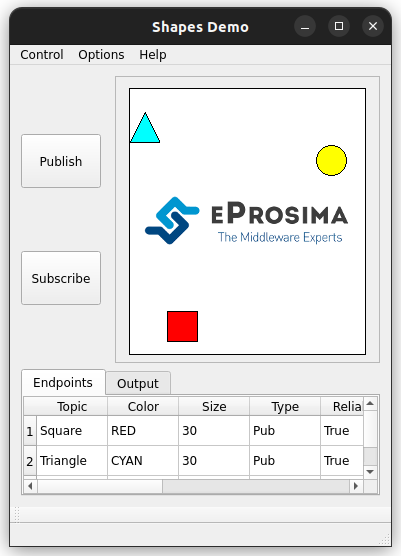 Shapes Demo
Control Options Help
Publish
Subscribe
ePROSIMA
The Middleware Experts
Endpoints Output
Topic Color Size Type Relia
1 Square RED 30 Pub True
2 Triangle CYAN 30 Pub True